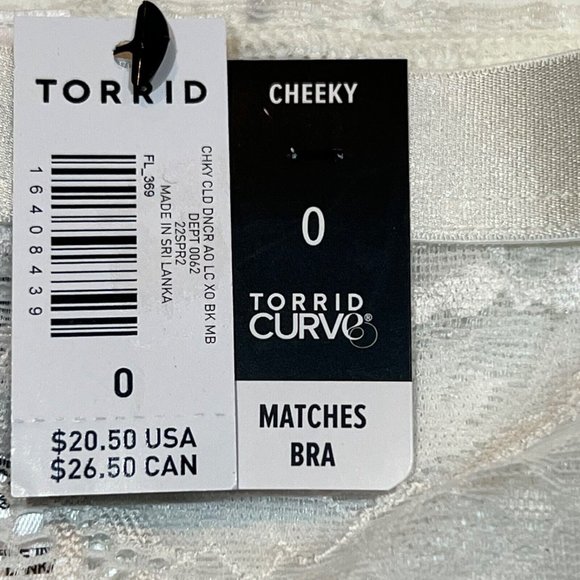 TORRID
CHKY CLD DNCR AO LC XO BK MB
DEPT 0062
22SPR2
MADE IN SRI LANKA
FL_369
16408439
0
$20.50 USA
$26.50 CAN
CHEEKY
0
TORRID
CURVE®
MATCHES
BRA